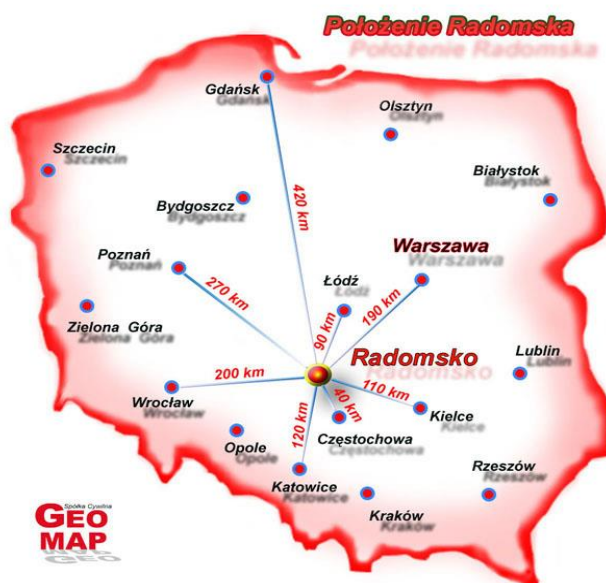 Położenie Radomska
Gdańsk
Olsztyn
Szczecin
Białystok
Bydgoszcz
420 km
Warszawa
Poznań
270 km
Łódź
90 km
190 km
Zielona Góra
Radomsko
Lublin
200 km
110 km
Wrocław
40 km
Kielce
120 km
Częstochowa
Opole
Katowice
Rzeszów
Kraków
Spółka Cywilna
GEO
MAP